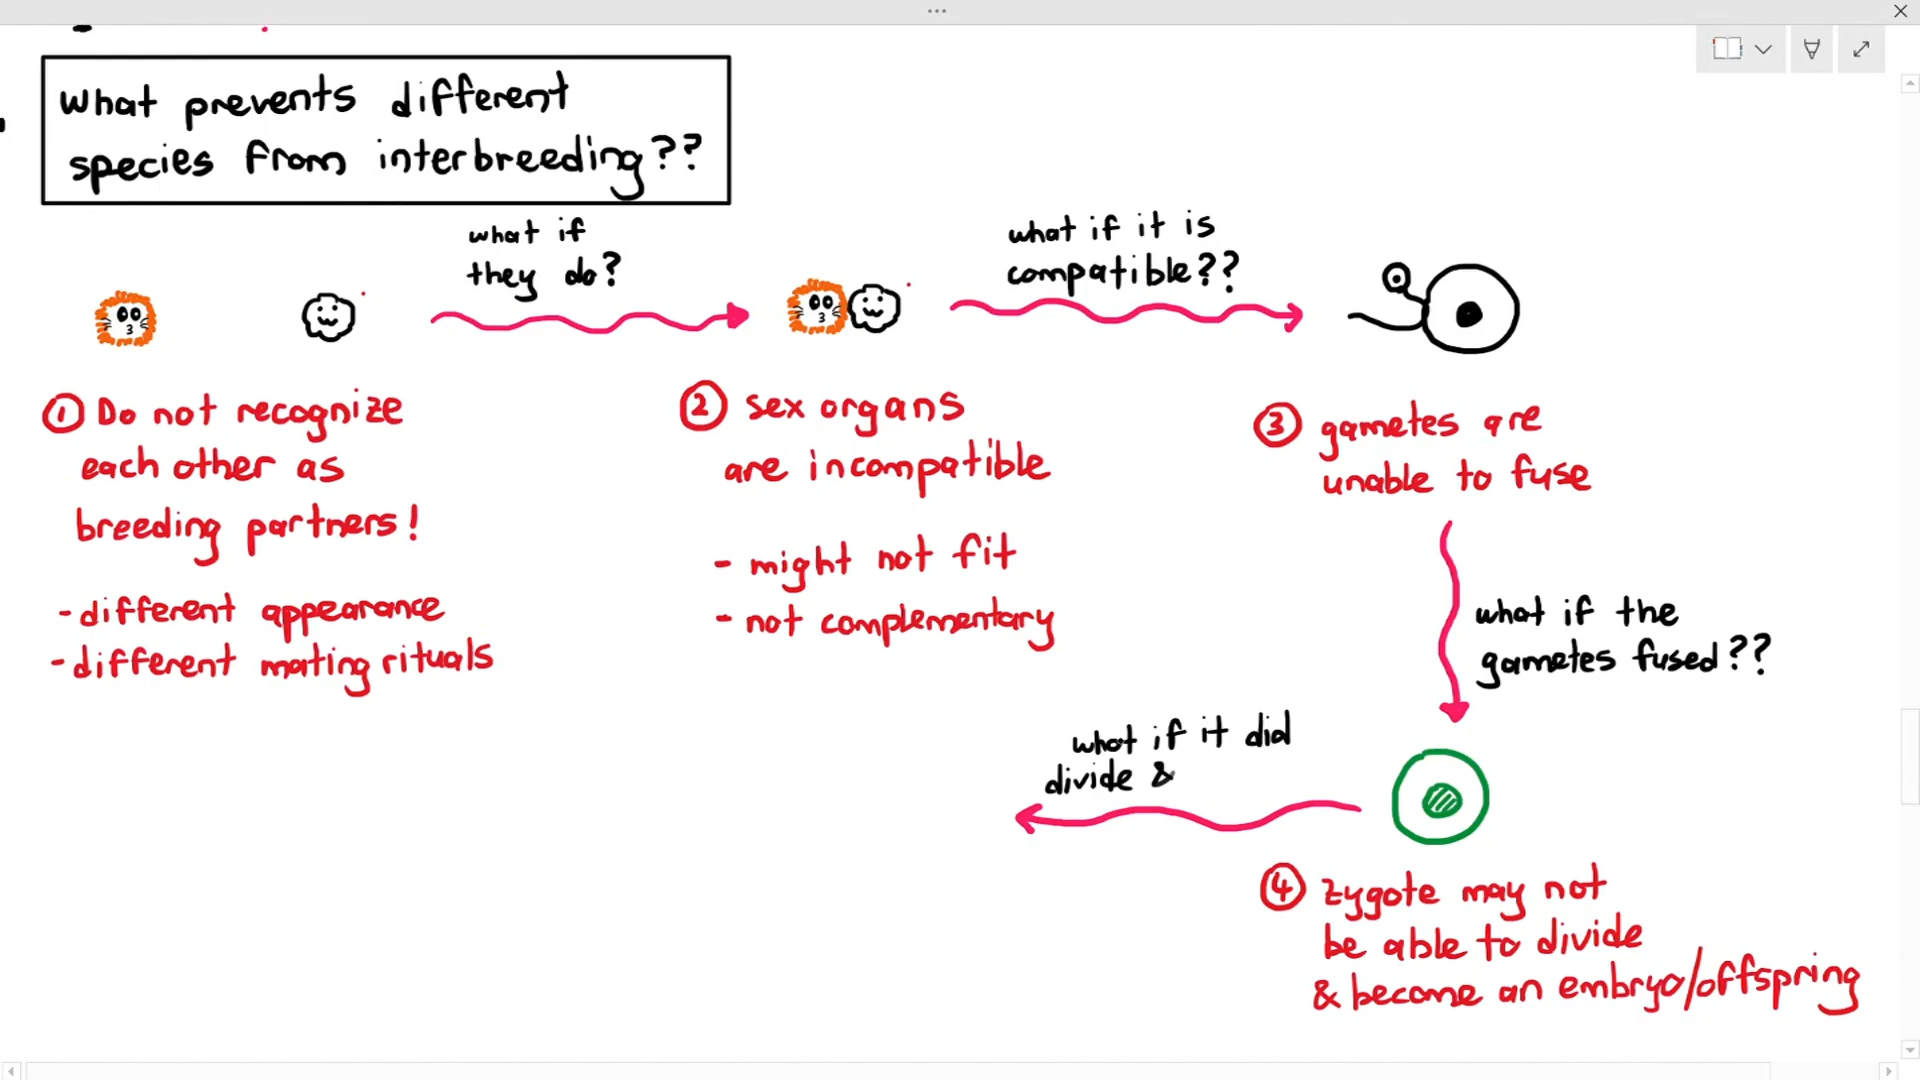 What prevents different
species from interbreeding??
what if
they do?
what if it is
compatible??
① Do not recognize
each other as
breeding partners!
- different appearance
- different mating rituals
② sex organs
are incompatible
- might not fit
- not complementary
③ gametes are
unable to fuse
what if the
gametes fused??
what if it did
divide &
④ zygote may not
be able to divide
& become an embryo/offspring